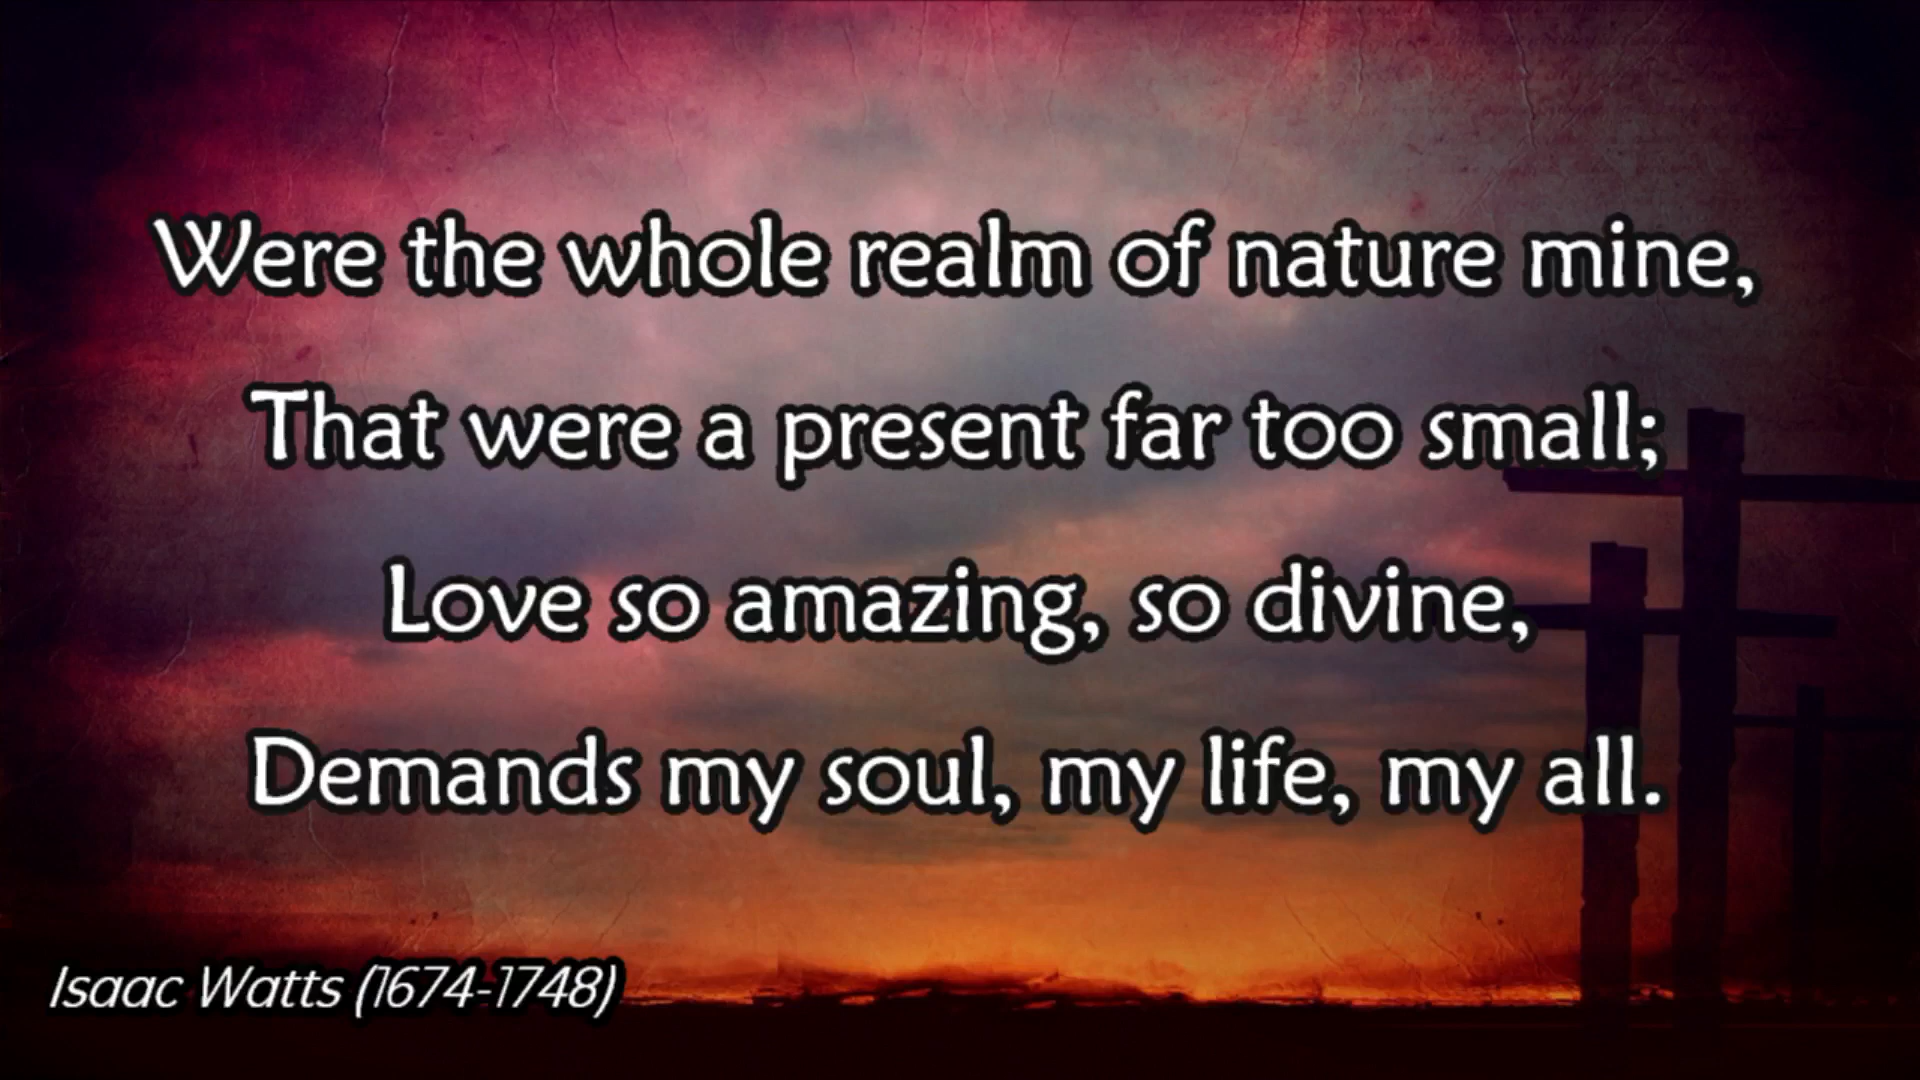 Were the whole realm of nature mine,
That were a present far too small;
Love so amazing, so divine,
Demands my soul, my life, my all.
Isaac Watts (1674-1748)